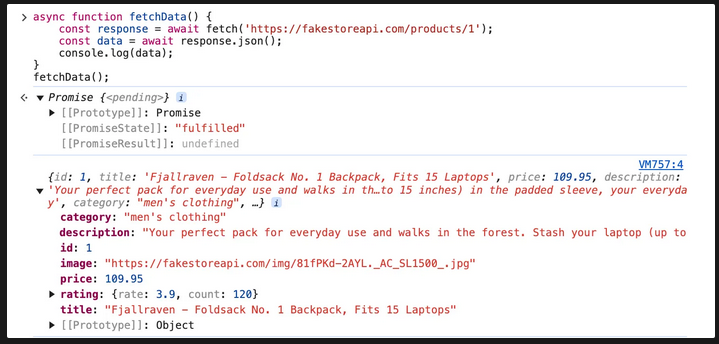 async function fetchData() {
const response = await fetch('https://fakestoreapi.com/products/1');
const data = await response.json();
console.log(data);
}
fetchData();
Promise {<pending>} i
[[Prototype]]: Promise
[[PromiseState]]: "fulfilled"
[[PromiseResult]]: undefined
VM757:4
{id: 1, title: 'Fjallraven - Foldsack No. 1 Backpack, Fits 15 Laptops', price: 109.95, description:
'Your perfect pack for everyday use and walks in th…to 15 inches) in the padded sleeve, your everyda
y', category: "men's clothing", …} i
category: "men's clothing"
description: "Your perfect pack for everyday use and walks in the forest. Stash your laptop (up to
id: 1
image: "https://fakestoreapi.com/img/81fPKd-2AYL._AC_SL1500_.jpg"
price: 109.95
rating: {rate: 3.9, count: 120}
title: "Fjallraven - Foldsack No. 1 Backpack, Fits 15 Laptops"
[[Prototype]]: Object